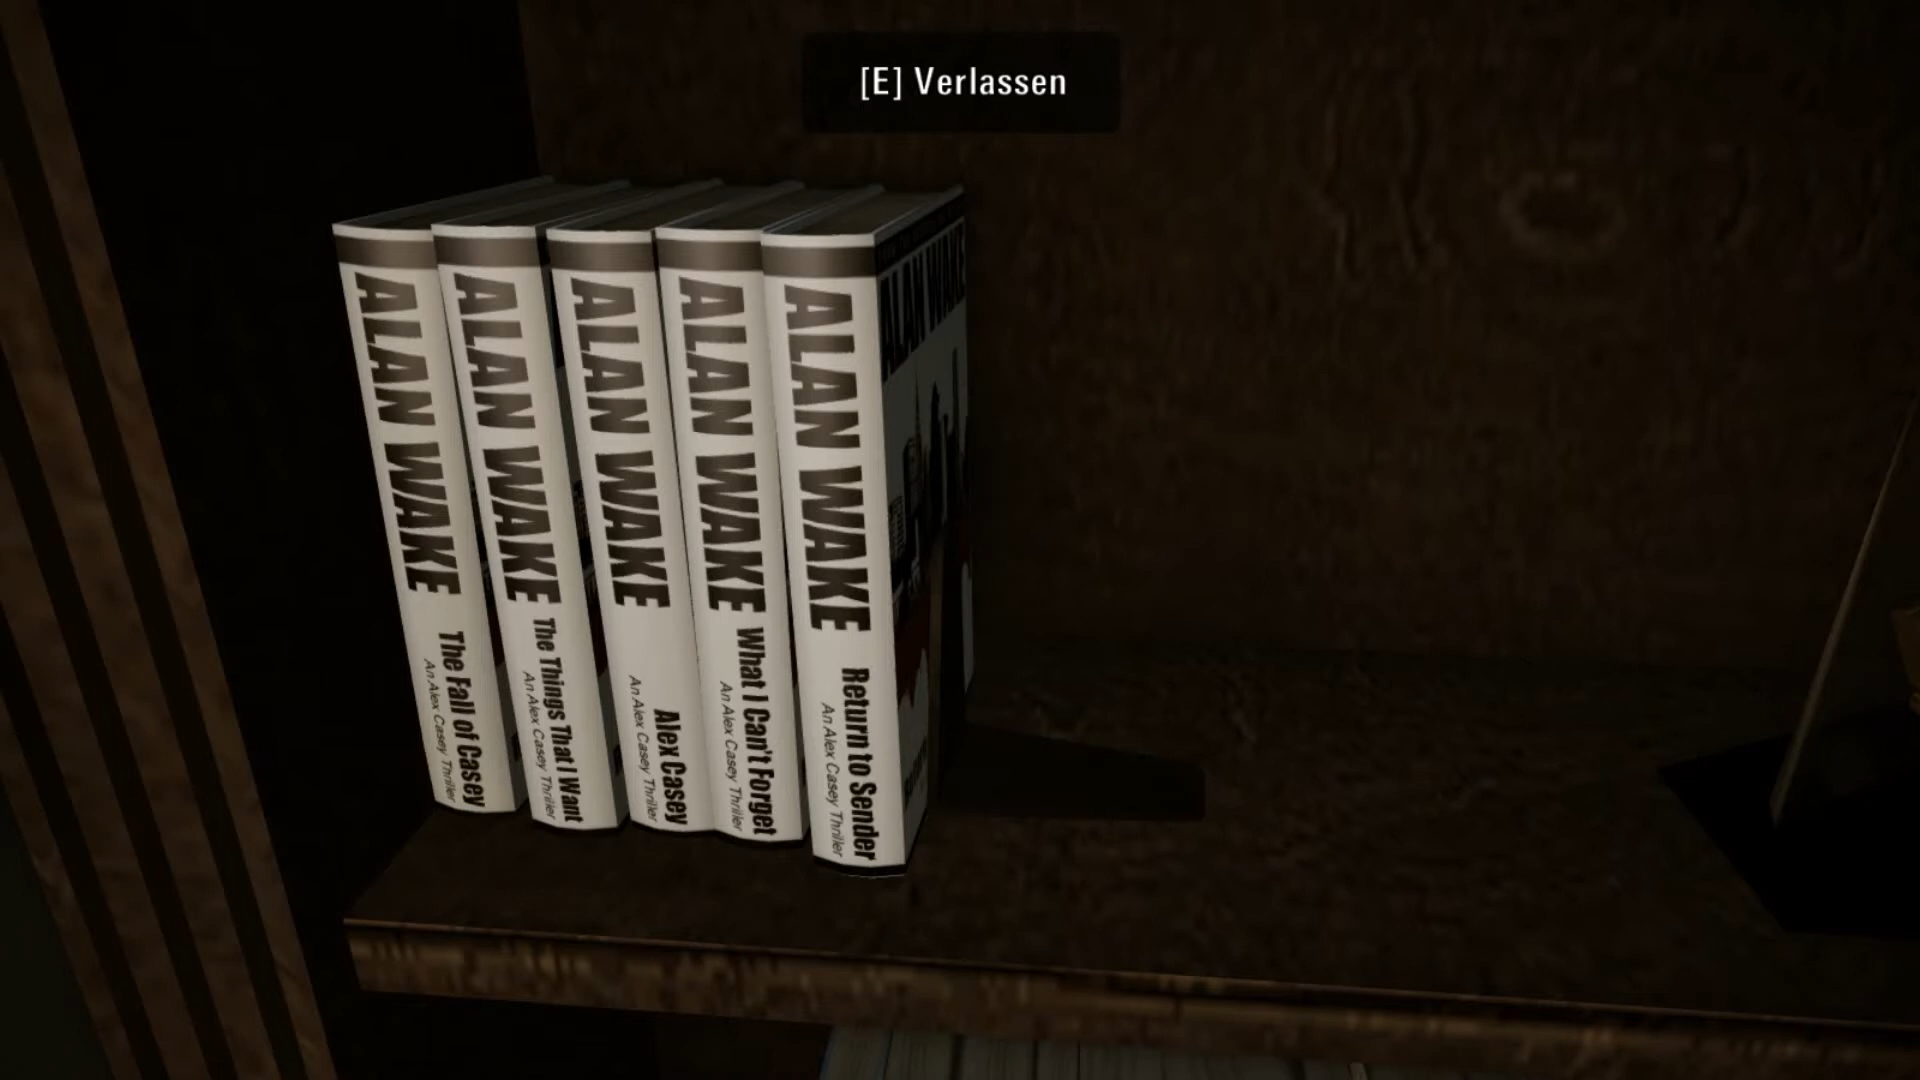 [E] Verlassen
ALAN WAKE
The Fall of Casey
An Alex Casey Thriller
ALAN WAKE
The Things That I Want
An Alex Casey Thriller
ALAN WAKE
Alex Casey
An Alex Casey Thriller
ALAN WAKE
What I Can't Forget
An Alex Casey Thriller
ALAN WAKE
Return to Sender
An Alex Casey Thriller
ALAN WAKE